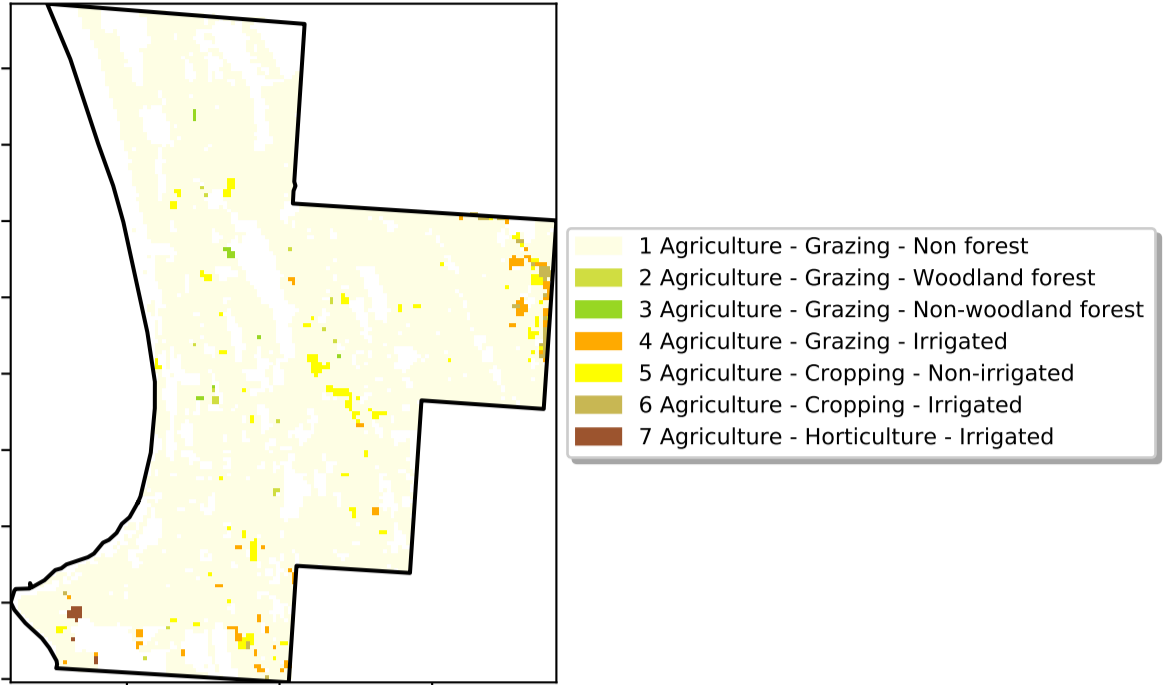 1 Agriculture - Grazing - Non forest
2 Agriculture - Grazing - Woodland forest
3 Agriculture - Grazing - Non-woodland forest
4 Agriculture - Grazing - Irrigated
5 Agriculture - Cropping - Non-irrigated
6 Agriculture - Cropping - Irrigated
7 Agriculture - Horticulture - Irrigated